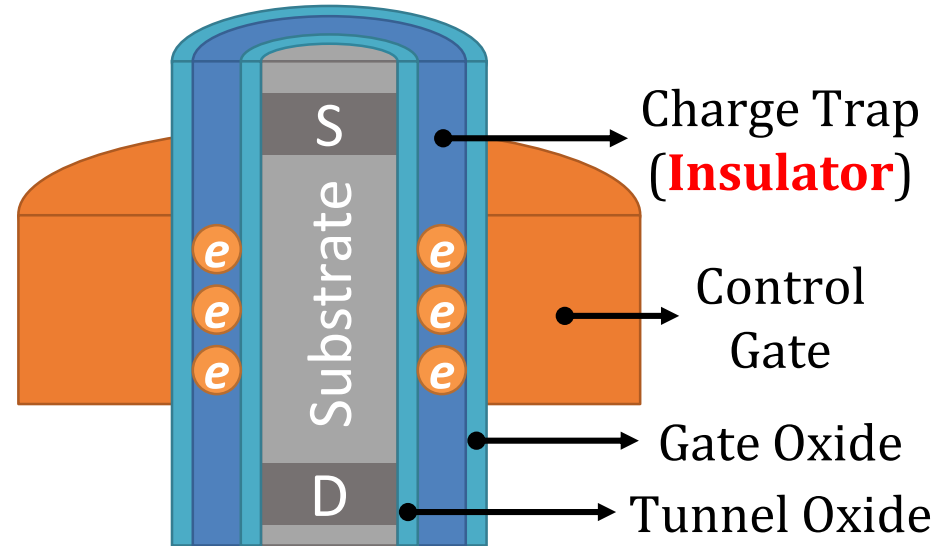 S
Charge Trap
(Insulator)
Substrate
e e
e e
e e
Control
Gate
Gate Oxide
D
Tunnel Oxide